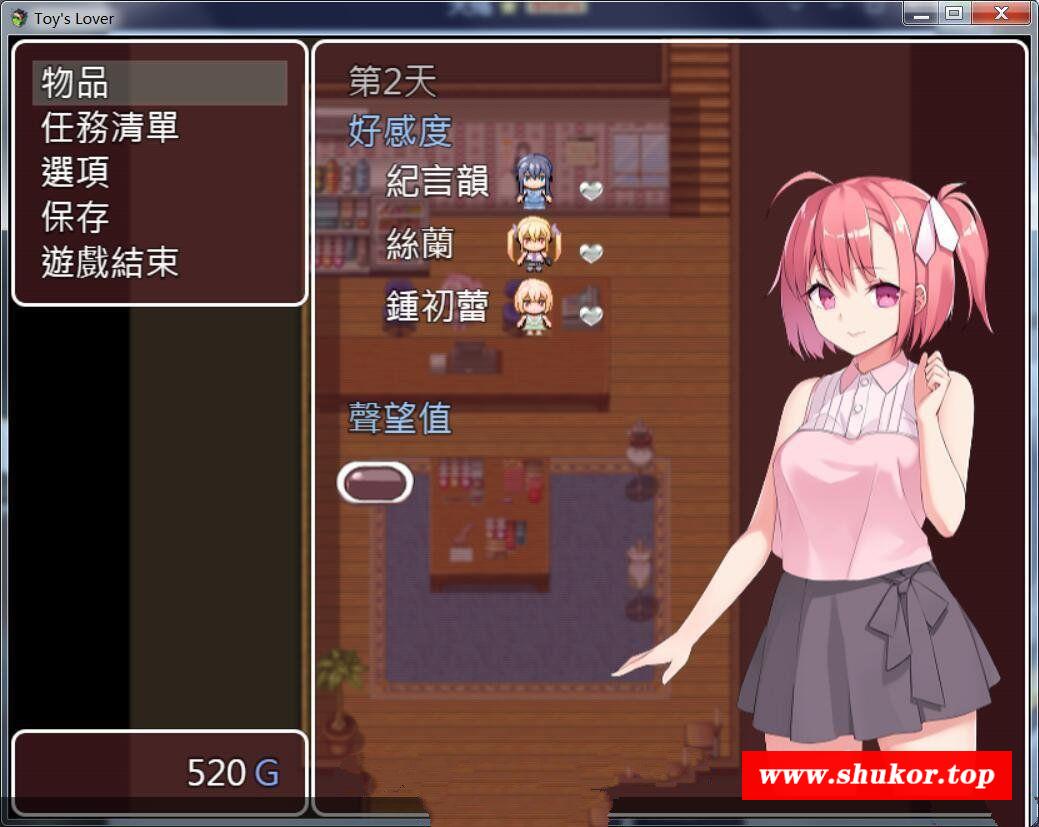 Toy's Lover
物品
任務清單
選項
保存
遊戲結束
第2天
好感度
紀言韻
絲蘭
鍾初蕾
聲望值
520 G
www.shukor.top